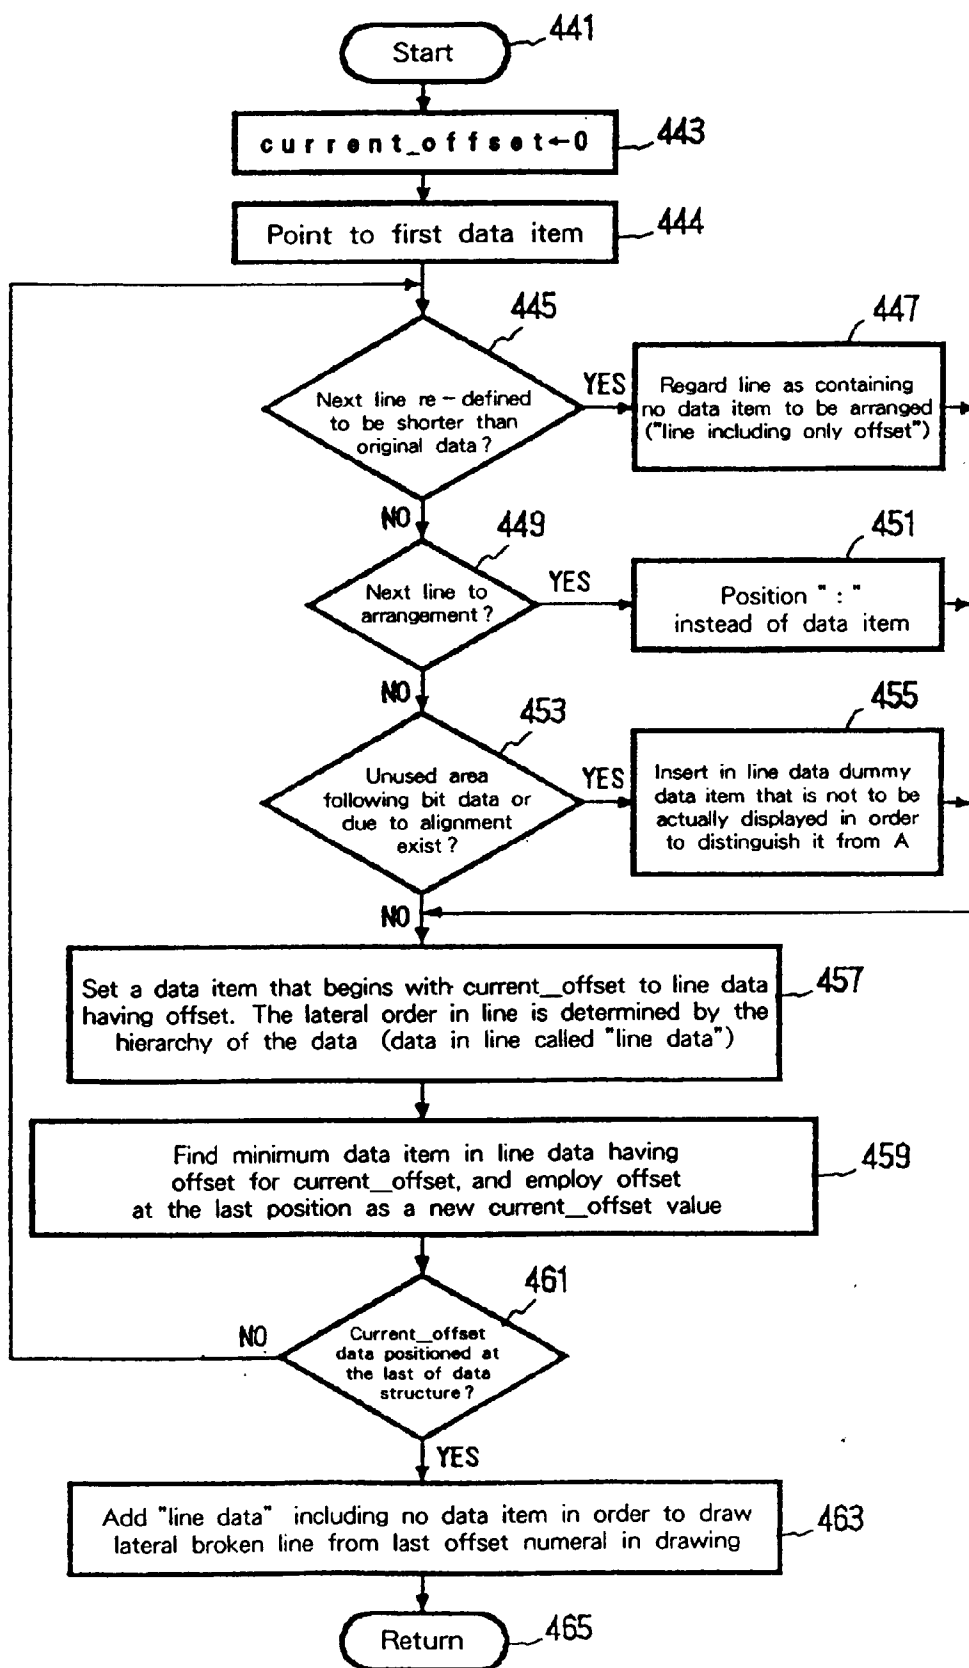 Start
441
current_offset←0
443
Point to first data item
444
445
Next line re-defined
to be shorter than
original data?
YES
447
Regard line as containing
no data item to be arranged
("line including only offset")
NO
449
Next line to
arrangement?
YES
451
Position " : "
instead of data item
NO
453
Unused area
following bit data or
due to alignment
exist?
YES
455
Insert in line data dummy
data item that is not to be
actually displayed in order
to distinguish it from A
NO
Set a data item that begins with current_offset to line data
having offset. The lateral order in line is determined by the
hierarchy of the data (data in line called "line data")
457
Find minimum data item in line data having
offset for current_offset, and employ offset
at the last position as a new current_offset value
459
461
NO
Current_offset
data positioned at
the last of data
structure?
YES
Add "line data" including no data item in order to draw
lateral broken line from last offset numeral in drawing
463
Return
465